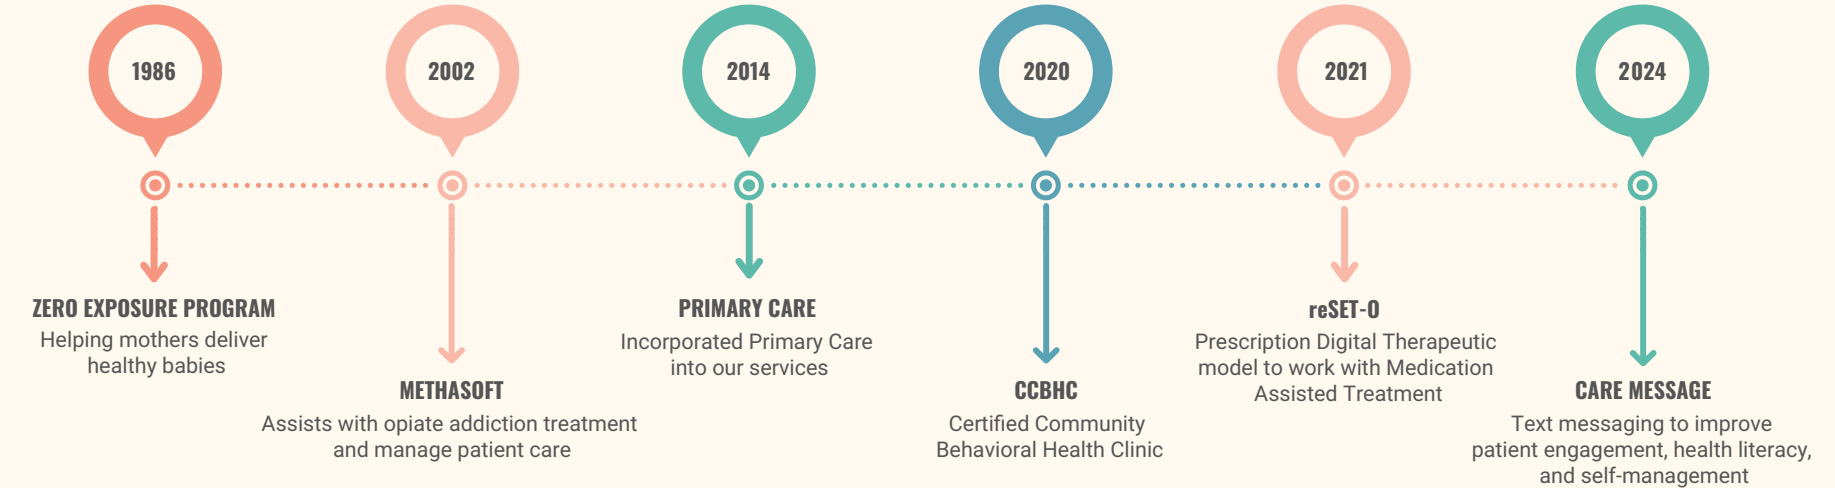 1986
2002
2014
2020
2021
2024
ZERO EXPOSURE PROGRAM
Helping mothers deliver
healthy babies
METHASOFT
Assists with opiate addiction treatment
and manage patient care
PRIMARY CARE
Incorporated Primary Care
into our services
CCBHC
Certified Community
Behavioral Health Clinic
reSET-O
Prescription Digital Therapeutic
model to work with Medication
Assisted Treatment
CARE MESSAGE
Text messaging to improve
patient engagement, health literacy,
and self-management